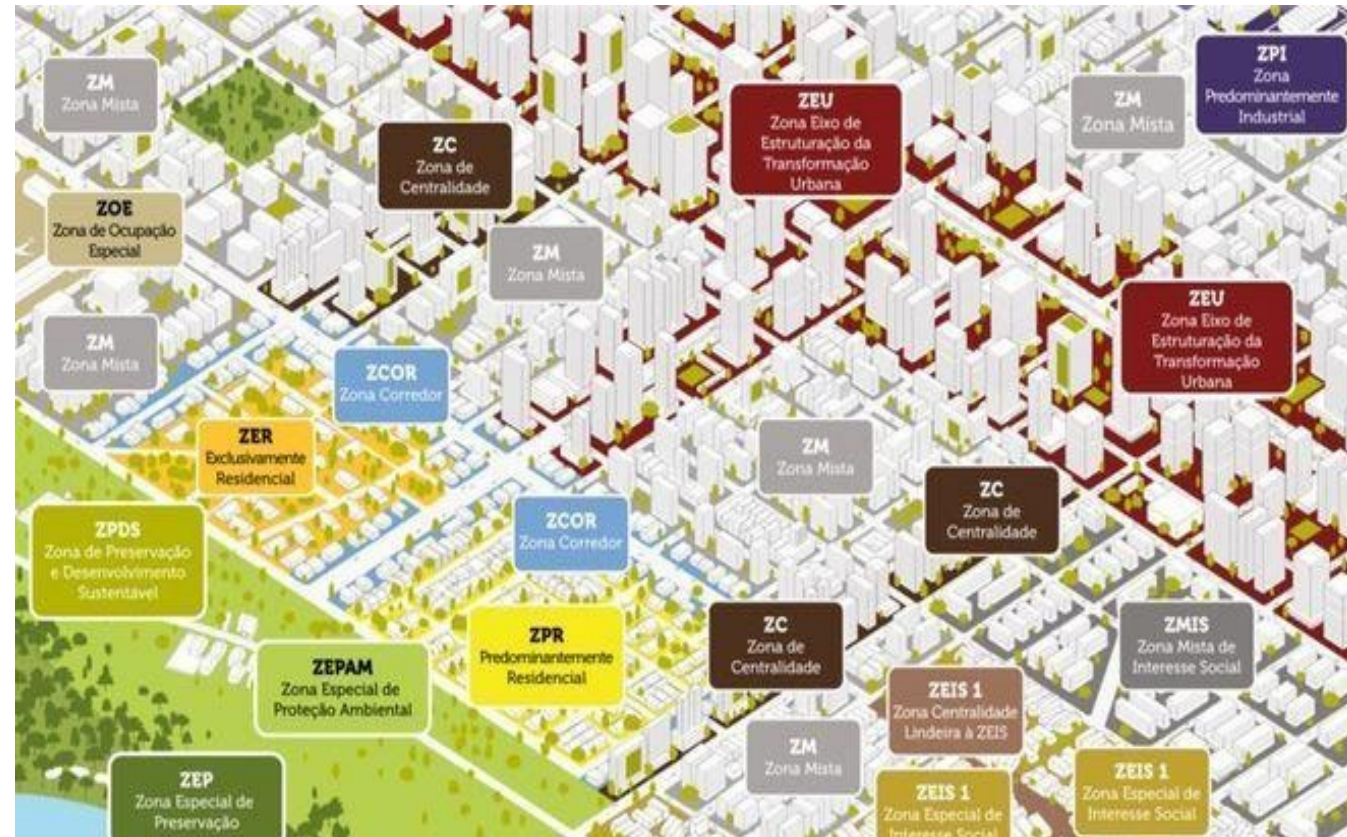 ZPI
Zona
Predominantemente
Industrial
ZM
Zona Mista
ZM
Zona Mista
ZEU
Zona Eixo de
Estruturação da
Transformação
Urbana
ZC
Zona de
Centralidade
ZOE
Zona de Ocupação
Especial
ZM
Zona Mista
ZEU
Zona Eixo de
Estruturação da
Transformação
Urbana
ZM
Zona Mista
ZCOR
Zona Corredor
ZER
Exclusivamente
Residencial
ZM
Zona Mista
ZC
Zona de
Centralidade
ZCOR
Zona Corredor
ZPDS
Zona de Preservação
e Desenvolvimento
Sustentável
ZPR
Predominantemente
Residencial
ZC
Zona de
Centralidade
ZMIS
Zona Mista de
Interesse Social
ZEPAM
Zona Especial de
Proteção Ambiental
ZEIS 1
Zona Centralidade
Lindeira à ZEIS
ZM
Zona Mista
ZEIS 1
Zona Especial de
Interesse Social
ZEP
Zona Especial de
Preservação
ZEIS 1
Zona Especial de
Interesse Social